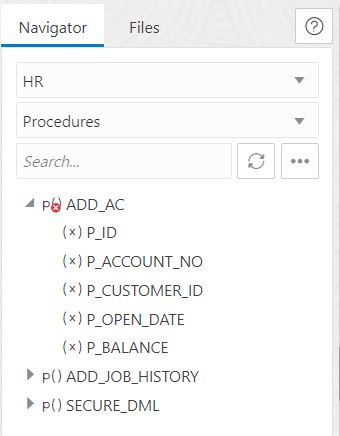 Navigator Files ?
HR
Procedures
Search...
p() ADD_AC
(x) P_ID
(x) P_ACCOUNT_NO
(x) P_CUSTOMER_ID
(x) P_OPEN_DATE
(x) P_BALANCE
p() ADD_JOB_HISTORY
p() SECURE_DML